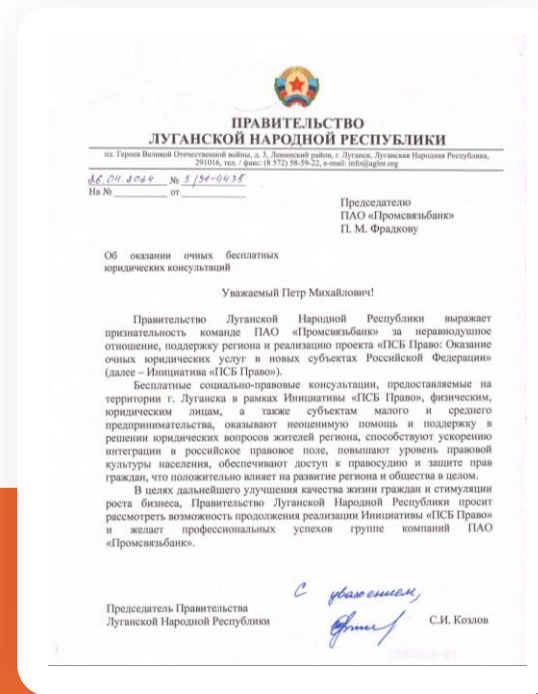 ПРАВИТЕЛЬСТВО
ЛУГАНСКОЙ НАРОДНОЙ РЕСПУБЛИКИ
пл. Героев Великой Отечественной войны, д. 3, Ленинский район, г. Луганск, Луганская Народная Республика,
291016, тел. / факс: (8 572) 58-59-22, e-mail: info@aglnr.org
26.04.2024 № 5/31-4435
На № от
Председателю
ПАО «Промсвязьбанк»
П. М. Фрадкову
Об оказании очных бесплатных
юридических консультаций
Уважаемый Петр Михайлович!
Правительство Луганской Народной Республики выражает
признательность команде ПАО «Промсвязьбанк» за неравнодушное
отношение, поддержку региона и реализацию проекта «ПСБ Право: Оказание
очных юридических услуг в новых субъектах Российской Федерации»
(далее – Инициатива «ПСБ Право»).
Бесплатные социально-правовые консультации, предоставляемые на
территории г. Луганска в рамках Инициативы «ПСБ Право», физическим,
юридическим лицам, а также субъектам малого и среднего
предпринимательства, оказывают неоценимую помощь и поддержку в
решении юридических вопросов жителей региона, способствуют ускорению
интеграции в российское правовое поле, повышают уровень правовой
культуры населения, обеспечивают доступ к правосудию и защите прав
граждан, что положительно влияет на развитие региона и общества в целом.
В целях дальнейшего улучшения качества жизни граждан и стимуляции
роста бизнеса, Правительство Луганской Народной Республики просит
рассмотреть возможность продолжения реализации Инициативы «ПСБ Право»
и желает профессиональных успехов группе компаний ПАО
«Промсвязьбанк».
С уважением,
Председатель Правительства
Луганской Народной Республики С.И. Козлов